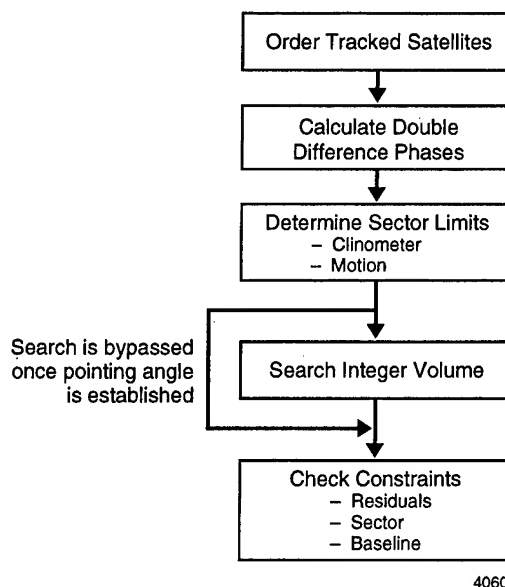 Order Tracked Satellites
Calculate Double
Difference Phases
Determine Sector Limits
– Clinometer
– Motion
Search is bypassed
once pointing angle
is established
Search Integer Volume
Check Constraints
– Residuals
– Sector
– Baseline
4060